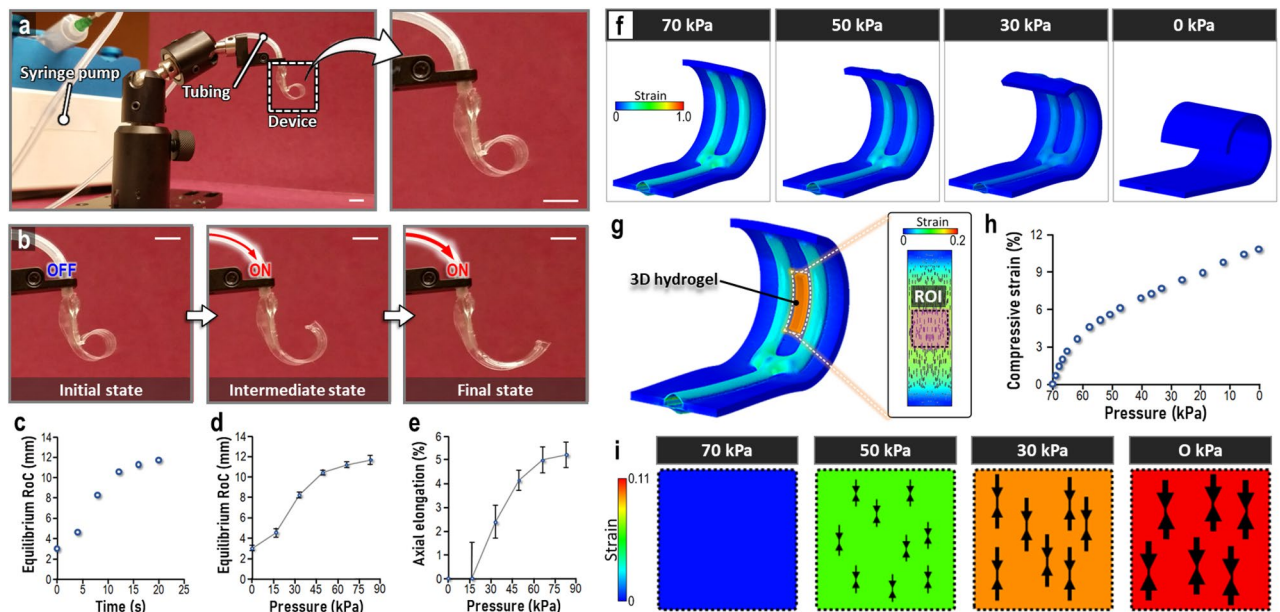 a
Syringe pump
Tubing
Device
b
OFF
ON
ON
Initial state
Intermediate state
Final state
c
Equilibrium RoC (mm)
14
12
10
8
6
4
2
0
0 5 10 15 20 25
Time (s)
d
Equilibrium RoC (mm)
14
12
10
8
6
4
2
0
0 15 30 45 60 75 90
Pressure (kPa)
e
Axial elongation (%)
6
5
4
3
2
1
0
0 15 30 45 60 75 90
Pressure (kPa)
f
70 kPa
50 kPa
30 kPa
0 kPa
Strain
0 1.0
g
3D hydrogel
Strain
0 0.2
ROI
h
Compressive strain (%)
12
9
6
3
0
70 60 50 40 30 20 10 0
Pressure (kPa)
i
70 kPa
50 kPa
30 kPa
O kPa
0.11
Strain
0